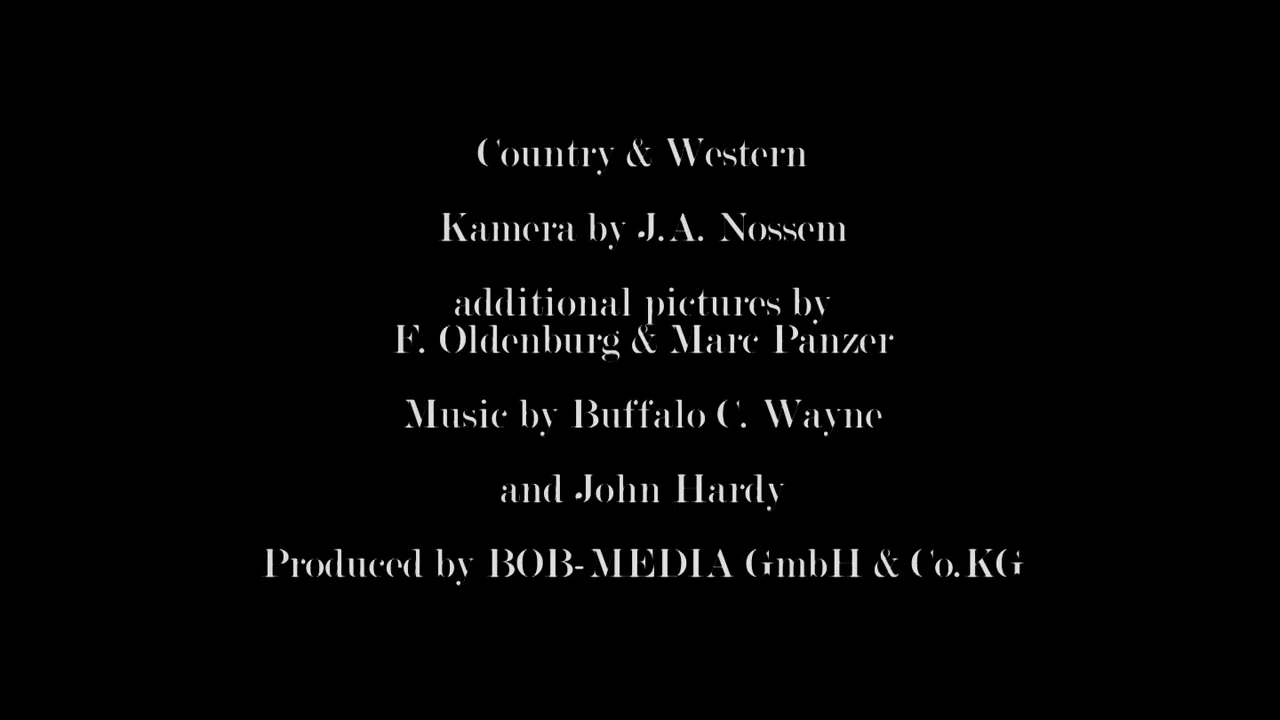 Country & Western
Kamera by J.A. Nossem
additional pictures by
F. Oldenburg & Marc Panzer
Music by Buffalo C. Wayne
and John Hardy
Produced by BOB-MEDIA GmbH & Co.KG